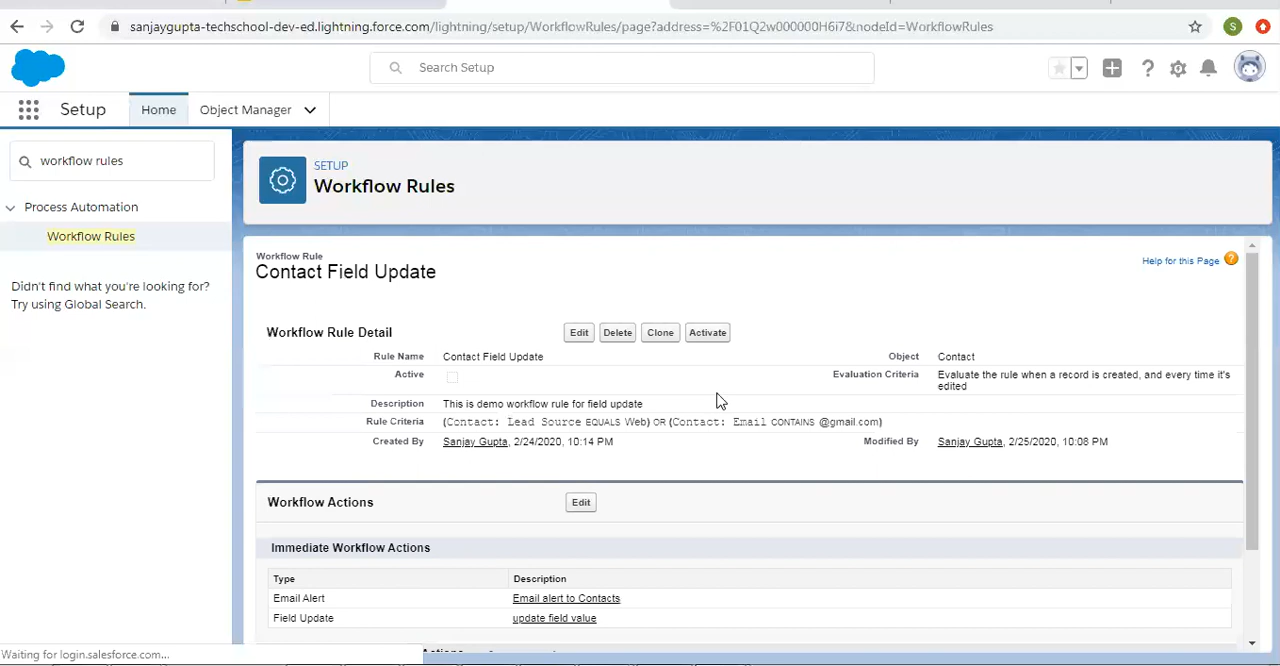 sanjaygupta-techschool-dev-ed.lightning.force.com/lightning/setup/WorkflowRules/page?address=%2F01Q2w000000H6i7&nodeId=WorkflowRules
S
Search Setup
Setup
Home
Object Manager
workflow rules
Process Automation
Workflow Rules
Didn't find what you're looking for?
Try using Global Search.
SETUP
Workflow Rules
Workflow Rule
Contact Field Update
Help for this Page
Workflow Rule Detail
Edit
Delete
Clone
Activate
Rule Name
Contact Field Update
Object
Contact
Active
Evaluation Criteria
Evaluate the rule when a record is created, and every time it's
edited
Description
This is demo workflow rule for field update
Rule Criteria
(Contact: Lead Source EQUALS Web) OR (Contact: Email CONTAINS @gmail.com)
Created By
Sanjay Gupta, 2/24/2020, 10:14 PM
Modified By
Sanjay Gupta, 2/25/2020, 10:08 PM
Workflow Actions
Edit
Immediate Workflow Actions
Type
Description
Email Alert
Email alert to Contacts
Field Update
update field value
Waiting for login.salesforce.com...